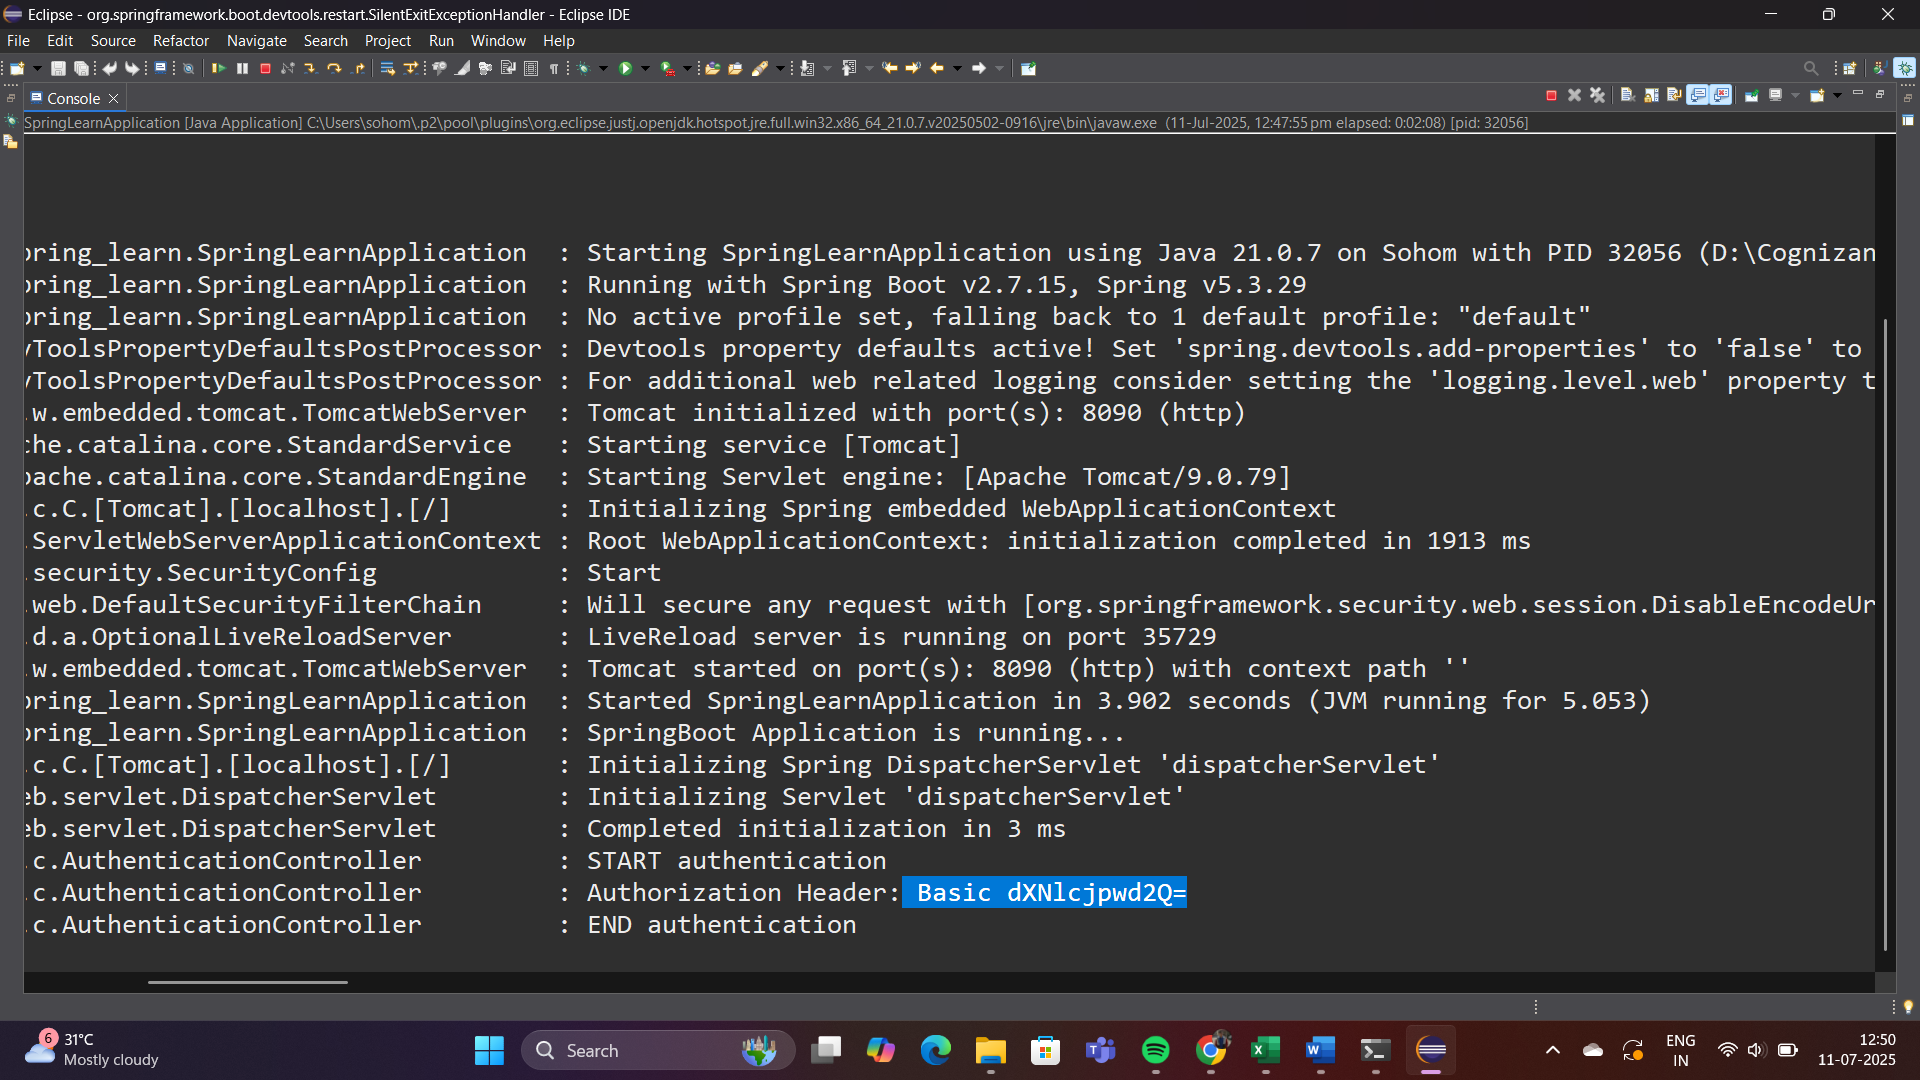 Eclipse - org.springframework.boot.devtools.restart.SilentExitExceptionHandler - Eclipse IDE
File Edit Source Refactor Navigate Search Project Run Window Help
Console
SpringLearnApplication [Java Application] C:\Users\sohom\.p2\pool\plugins\org.eclipse.justj.openjdk.hotspot.jre.full.win32.x86_64_21.0.7.v20250502-0916\jre\bin\javaw.exe (11-Jul-2025, 12:47:55 pm elapsed: 0:02:08) [pid: 32056]
pring_learn.SpringLearnApplication : Starting SpringLearnApplication using Java 21.0.7 on Sohom with PID 32056 (D:\Cognizan
pring_learn.SpringLearnApplication : Running with Spring Boot v2.7.15, Spring v5.3.29
pring_learn.SpringLearnApplication : No active profile set, falling back to 1 default profile: "default"
yToolsPropertyDefaultsPostProcessor : Devtools property defaults active! Set 'spring.devtools.add-properties' to 'false' to
yToolsPropertyDefaultsPostProcessor : For additional web related logging consider setting the 'logging.level.web' property t
.w.embedded.tomcat.TomcatWebServer : Tomcat initialized with port(s): 8090 (http)
che.catalina.core.StandardService : Starting service [Tomcat]
pache.catalina.core.StandardEngine : Starting Servlet engine: [Apache Tomcat/9.0.79]
.c.C.[Tomcat].[localhost].[/] : Initializing Spring embedded WebApplicationContext
.ServletWebServerApplicationContext : Root WebApplicationContext: initialization completed in 1913 ms
.security.SecurityConfig : Start
.web.DefaultSecurityFilterChain : Will secure any request with [org.springframework.security.web.session.DisableEncodeUr
.d.a.OptionalLiveReloadServer : LiveReload server is running on port 35729
.w.embedded.tomcat.TomcatWebServer : Tomcat started on port(s): 8090 (http) with context path ''
pring_learn.SpringLearnApplication : Started SpringLearnApplication in 3.902 seconds (JVM running for 5.053)
pring_learn.SpringLearnApplication : SpringBoot Application is running...
.c.C.[Tomcat].[localhost].[/] : Initializing Spring DispatcherServlet 'dispatcherServlet'
eb.servlet.DispatcherServlet : Initializing Servlet 'dispatcherServlet'
eb.servlet.DispatcherServlet : Completed initialization in 3 ms
.c.AuthenticationController : START authentication
.c.AuthenticationController : Authorization Header: Basic dXNlcjpwd2Q=
.c.AuthenticationController : END authentication
6
31°C
Mostly cloudy
Search
ENG
IN
12:50
11-07-2025